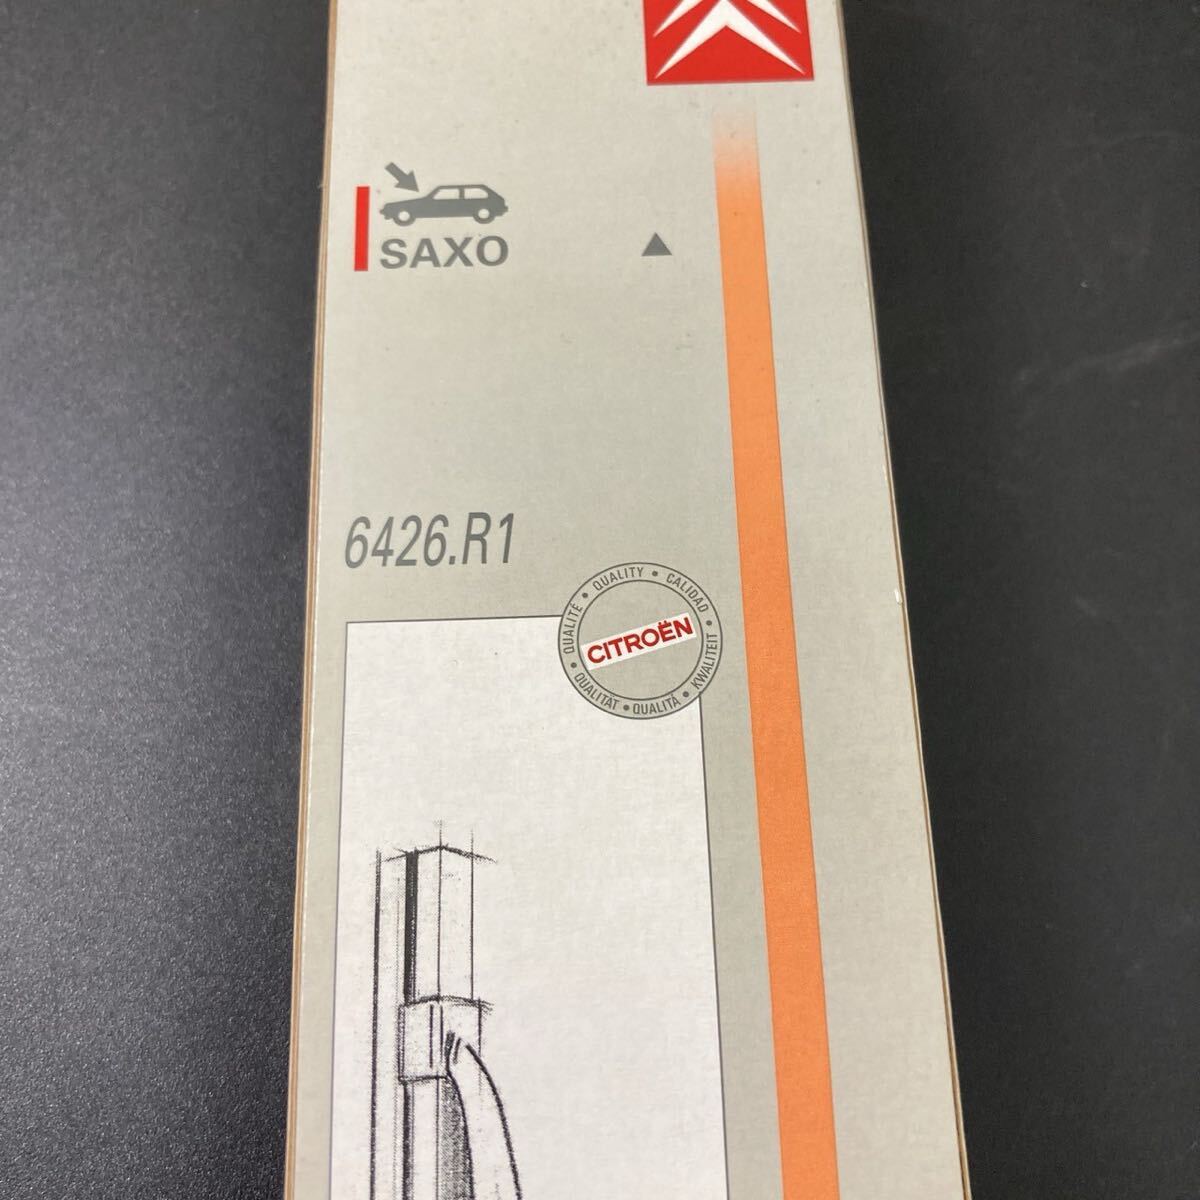 SAXO
6426.R1
QUALITÉ • QUALITY • CALIDAD • KWALITEIT • QUALITÀ • QUALITÄT •
CITROËN